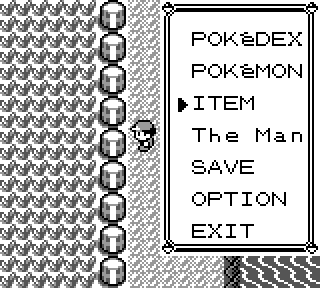 POKéDEX
POKéMON
ITEM
The Man
SAVE
OPTION
EXIT